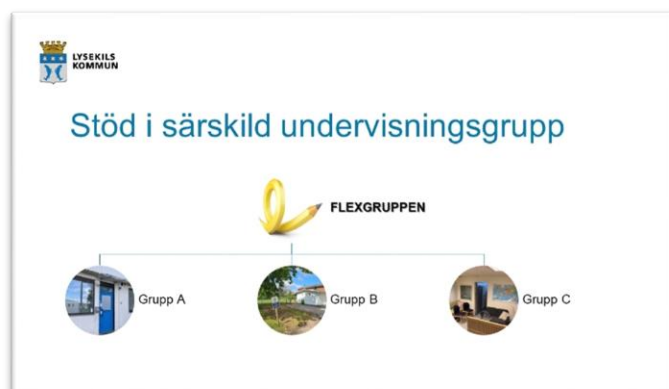 LYSEKILS
KOMMUN
Stöd i särskild undervisningsgrupp
FLEXGRUPPEN
Grupp A
Grupp B
Grupp C